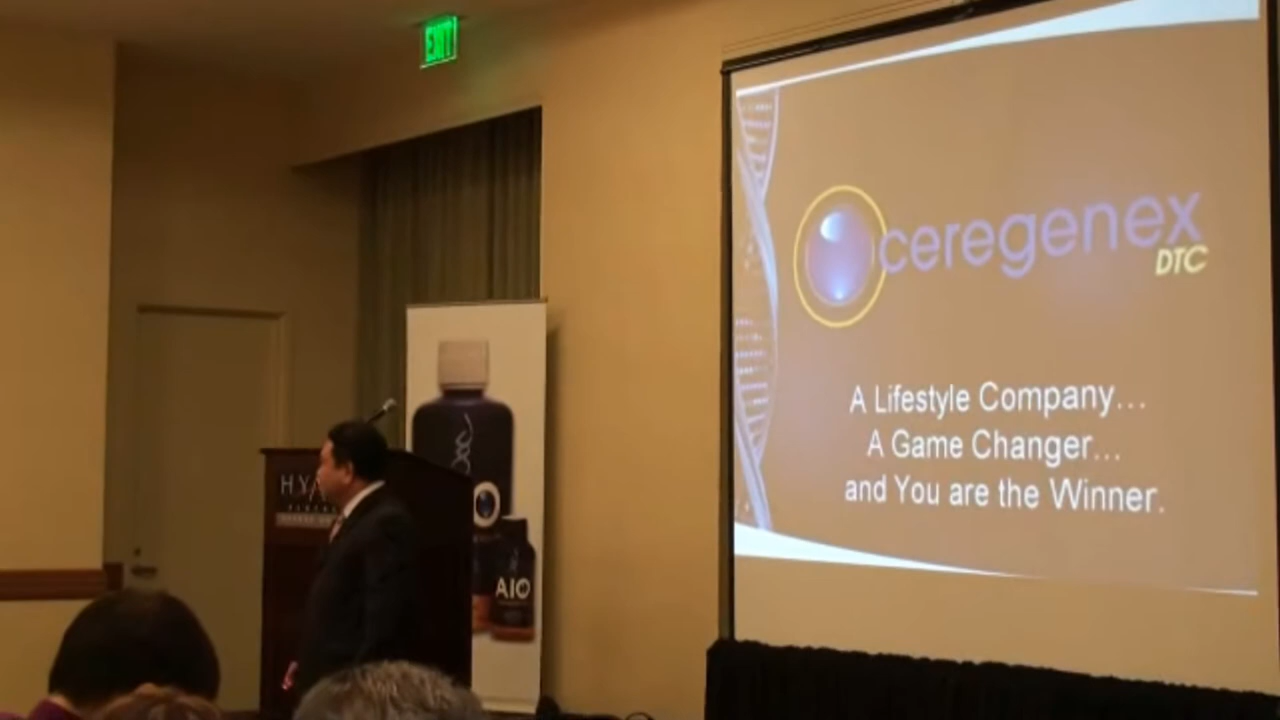 EXIT
ceregenex
DTC
A Lifestyle Company...
A Game Changer...
and You are the Winner.
AIO